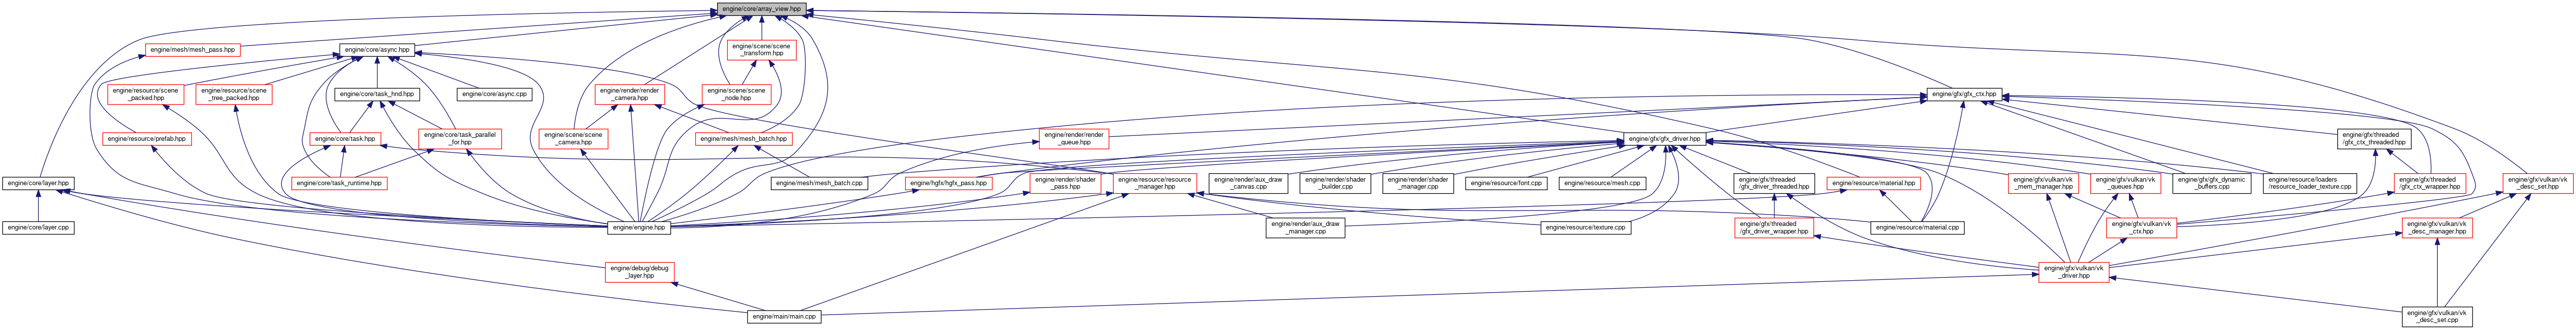 engine/core/array_view.hpp
engine/mesh/mesh_pass.hpp
engine/core/async.hpp
engine/scene/scene
_transform.hpp
engine/resource/scene
_packed.hpp
engine/resource/scene
_tree_packed.hpp
engine/core/task_hnd.hpp
engine/core/async.cpp
engine/render/render
_camera.hpp
engine/scene/scene
_node.hpp
engine/gfx/gfx_ctx.hpp
engine/resource/prefab.hpp
engine/core/task.hpp
engine/core/task_parallel
_for.hpp
engine/scene/scene
_camera.hpp
engine/mesh/mesh_batch.hpp
engine/render/render
_queue.hpp
engine/gfx/gfx_driver.hpp
engine/gfx/threaded
/gfx_ctx_threaded.hpp
engine/core/layer.hpp
engine/core/task_runtime.hpp
engine/mesh/mesh_batch.cpp
engine/hgfx/hgfx_pass.hpp
engine/render/shader
_pass.hpp
engine/resource/resource
_manager.hpp
engine/render/aux_draw
_canvas.cpp
engine/render/shader
_builder.cpp
engine/render/shader
_manager.cpp
engine/resource/font.cpp
engine/resource/mesh.cpp
engine/gfx/threaded
/gfx_driver_threaded.hpp
engine/resource/material.hpp
engine/gfx/vulkan/vk
_mem_manager.hpp
engine/gfx/vulkan/vk
_queues.hpp
engine/gfx/gfx_dynamic
_buffers.cpp
engine/resource/loaders
/resource_loader_texture.cpp
engine/gfx/threaded
/gfx_ctx_wrapper.hpp
engine/gfx/vulkan/vk
_desc_set.hpp
engine/core/layer.cpp
engine/engine.hpp
engine/render/aux_draw
_manager.cpp
engine/resource/texture.cpp
engine/gfx/threaded
/gfx_driver_wrapper.hpp
engine/resource/material.cpp
engine/gfx/vulkan/vk
_ctx.hpp
engine/gfx/vulkan/vk
_desc_manager.hpp
engine/debug/debug
_layer.hpp
engine/gfx/vulkan/vk
_driver.hpp
engine/main/main.cpp
engine/gfx/vulkan/vk
_desc_set.cpp